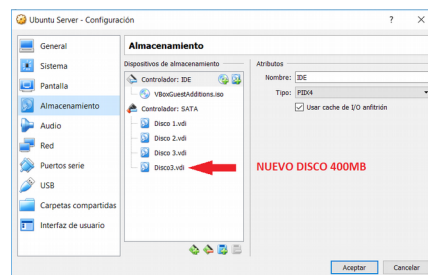 Ubuntu Server - Configuración
?
General
Sistema
Pantalla
Almacenamiento
Audio
Red
Puertos serie
USB
Carpetas compartidas
Interfaz de usuario
Almacenamiento
Dispositivos de almacenamiento
Controlador: IDE
VBoxGuestAdditions.iso
Controlador: SATA
Disco 1.vdi
Disco 2.vdi
Disco 3.vdi
Disco3.vdi
NUEVO DISCO 400MB
Atributos
Nombre: IDE
Tipo: PIIX4
Usar cache de I/O anfitrión
Aceptar
Cancelar